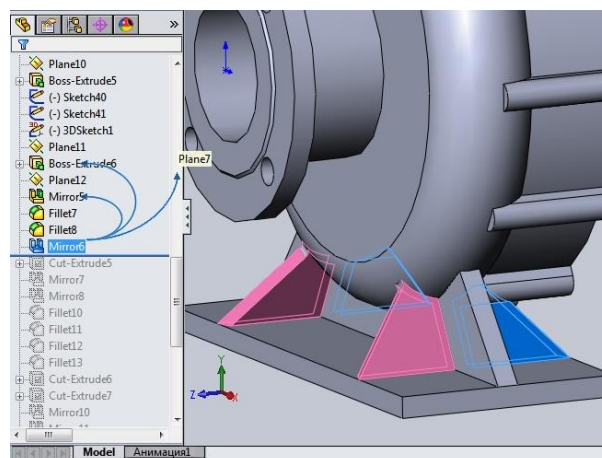 »
Plane10
Boss-Extrude5
(-) Sketch40
(-) Sketch41
(-) 3DSketch1
Plane11
Boss-Extrude6
Plane12
Mirror5
Fillet7
Fillet8
Mirror6
Cut-Extrude5
Mirror7
Mirror8
Fillet10
Fillet11
Fillet12
Fillet13
Cut-Extrude6
Cut-Extrude7
Mirror10
Plane7
Y
Z
X
Model
Анимация1